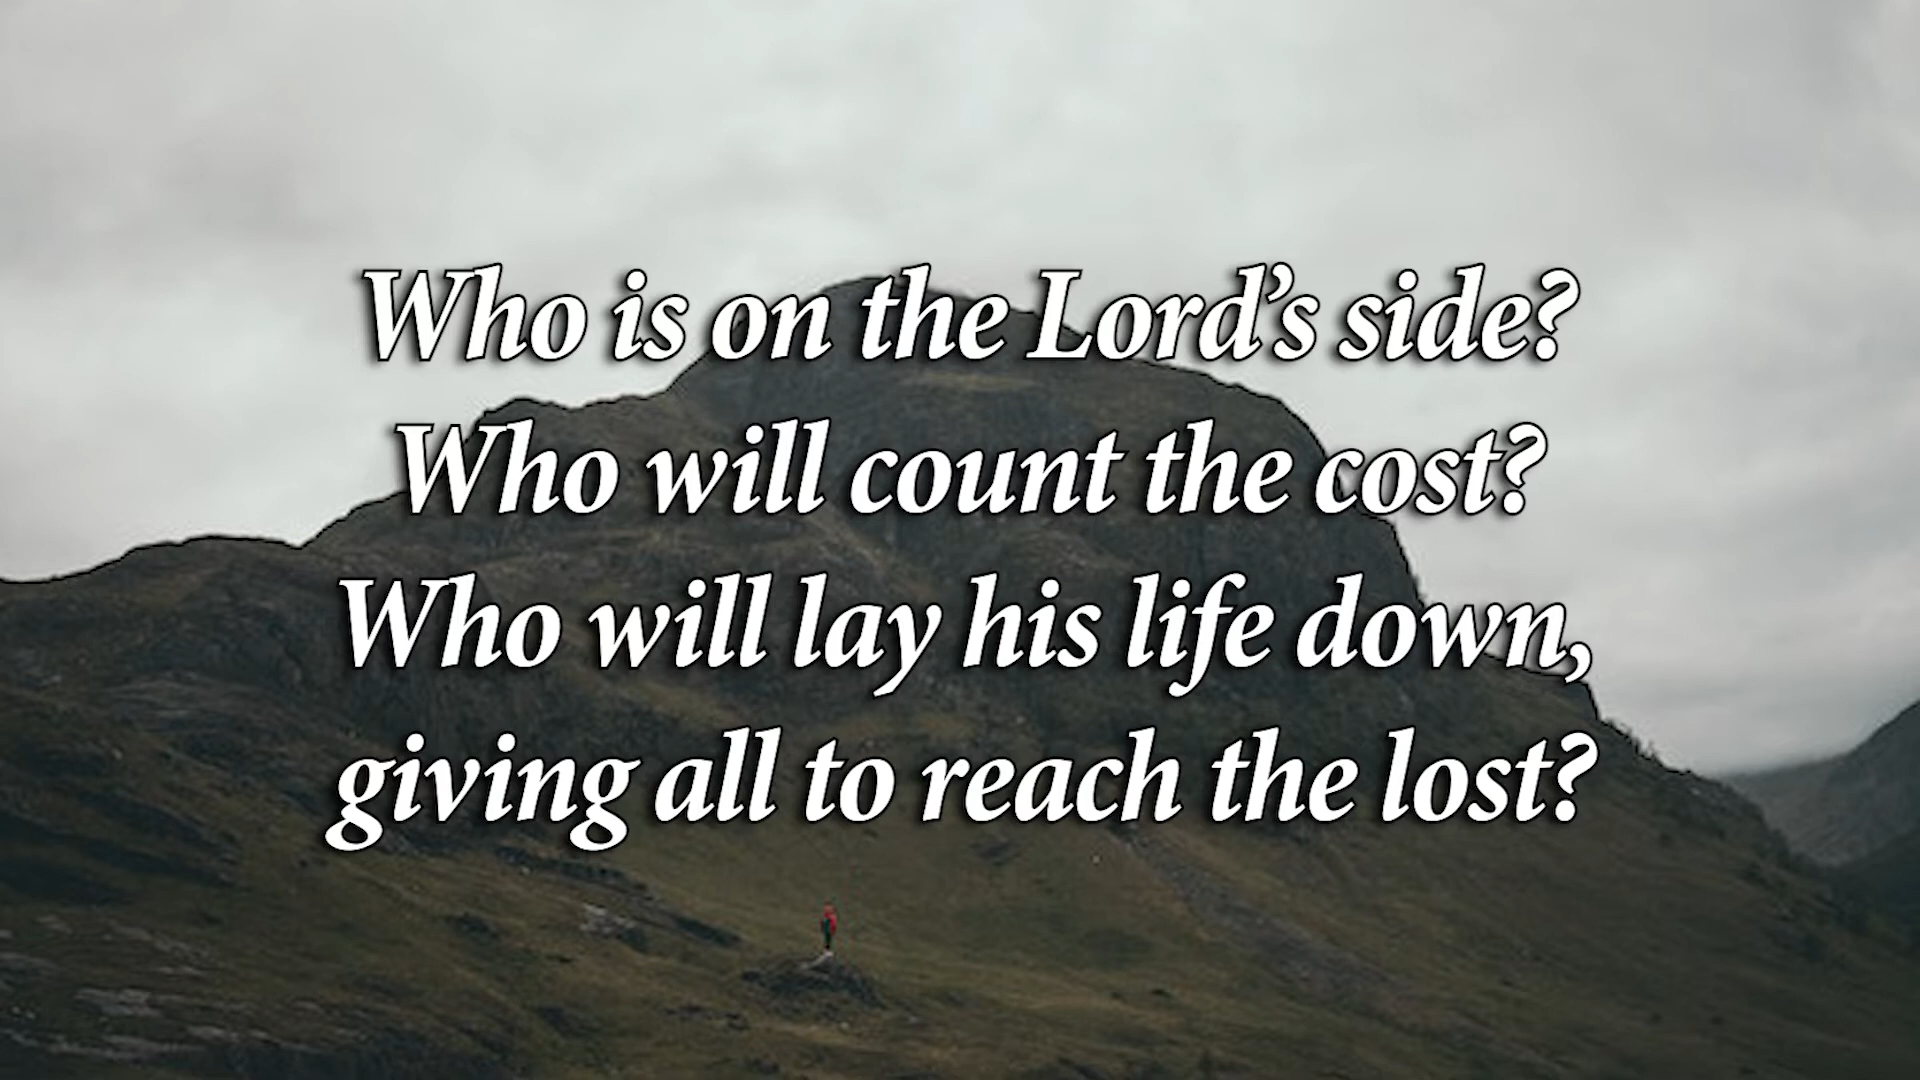 Who is on the Lord’s side?
Who will count the cost?
Who will lay his life down,
giving all to reach the lost?